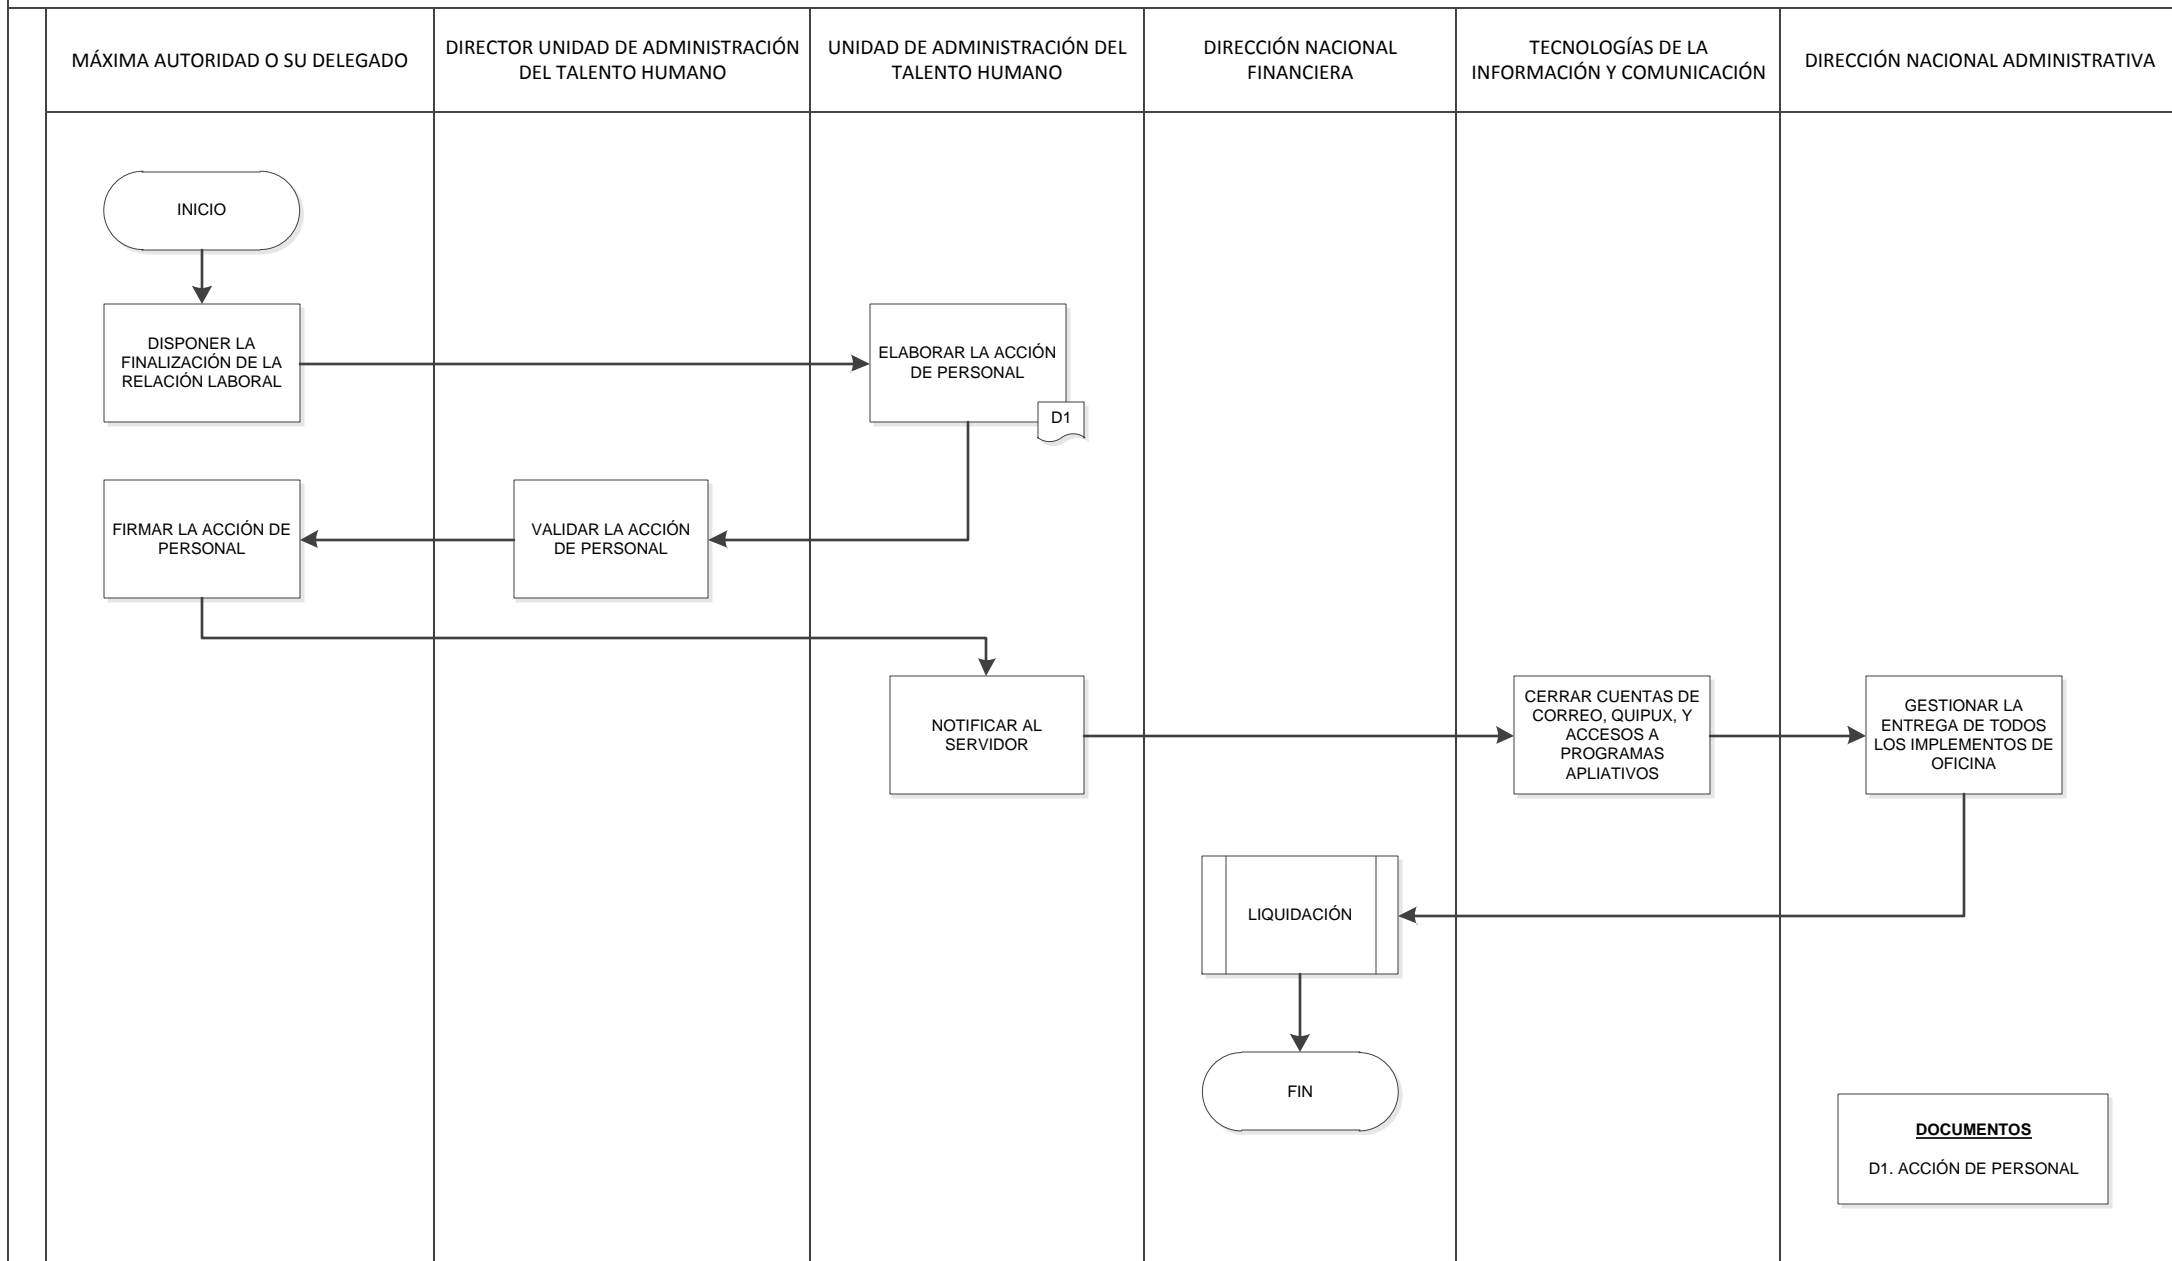 MÁXIMA AUTORIDAD O SU DELEGADO
DIRECTOR UNIDAD DE ADMINISTRACIÓN
DEL TALENTO HUMANO
UNIDAD DE ADMINISTRACIÓN DEL
TALENTO HUMANO
DIRECCIÓN NACIONAL
FINANCIERA
TECNOLOGÍAS DE LA
INFORMACIÓN Y COMUNICACIÓN
DIRECCIÓN NACIONAL ADMINISTRATIVA
INICIO
DISPONER LA
FINALIZACIÓN DE LA
RELACIÓN LABORAL
ELABORAR LA ACCIÓN
DE PERSONAL
D1
FIRMAR LA ACCIÓN DE
PERSONAL
VALIDAR LA ACCIÓN
DE PERSONAL
NOTIFICAR AL
SERVIDOR
CERRAR CUENTAS DE
CORREO, QUIPUX, Y
ACCESOS A
PROGRAMAS
APLIATIVOS
GESTIONAR LA
ENTREGA DE TODOS
LOS IMPLEMENTOS DE
OFICINA
LIQUIDACIÓN
FIN
DOCUMENTOS
D1. ACCIÓN DE PERSONAL